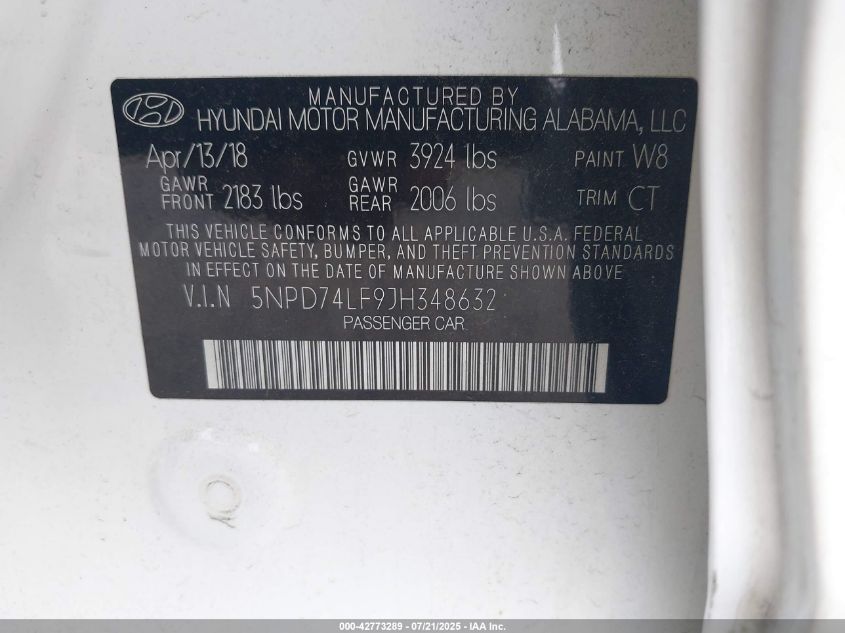 MANUFACTURED BY
HYUNDAI MOTOR MANUFACTURING ALABAMA, LLC
Apr/13/18 GVWR 3924 lbs PAINT W8
GAWR FRONT 2183 lbs GAWR REAR 2006 lbs TRIM CT
THIS VEHICLE CONFORMS TO ALL APPLICABLE U.S.A. FEDERAL
MOTOR VEHICLE SAFETY, BUMPER, AND THEFT PREVENTION STANDARDS
IN EFFECT ON THE DATE OF MANUFACTURE SHOWN ABOVE
V.I.N 5NPD74LF9JH348632
PASSENGER CAR
000-42773289 - 07/21/2025 - IAA Inc.